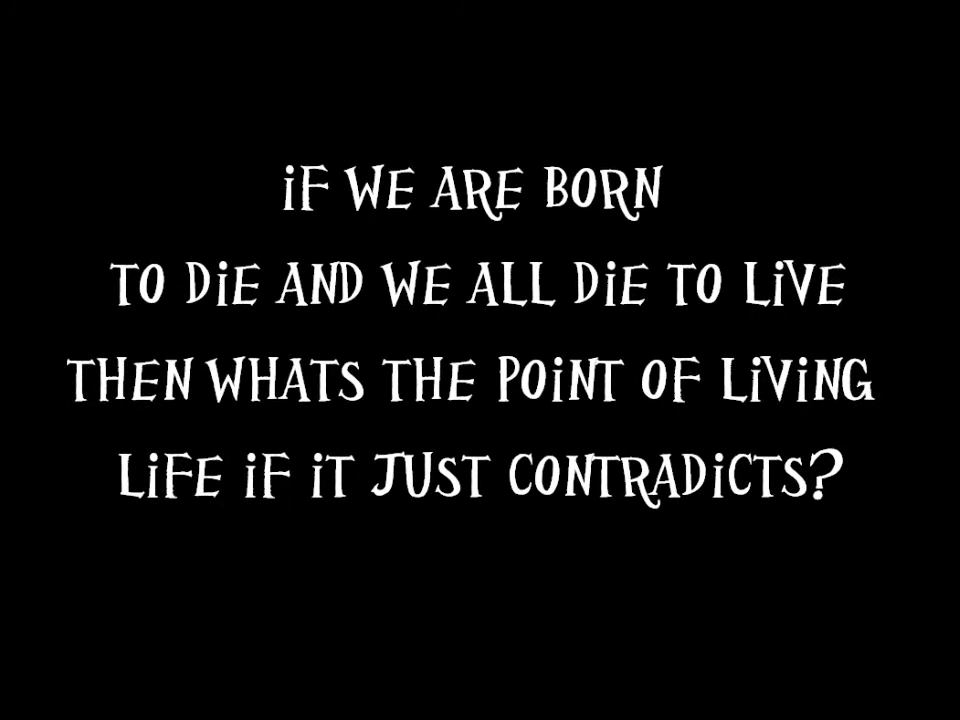 if WE ARE BORN
TO DiE AND WE ALL DiE TO LiVE
THEN WHATS THE POiNT OF LiViNG
LiFE iF iT JUST CONTRADiCTS?